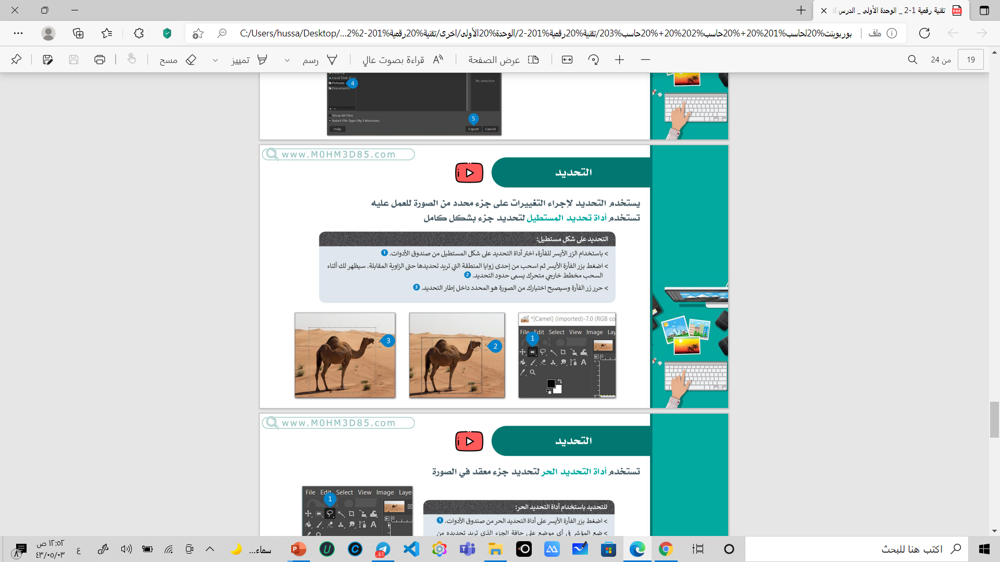 تقنية رقمية 1-2 _ الوحدة الأولى _ الدرس
C:/Users/hussa/Desktop/بوربوينت%20لحاسب%201%20+%20حاسب%202%20+%20حاسب%203/تقنية%20رقمية%201-2/الوحدة%20الأولى/اخرى/تقنية%20رقمية%201-2%2...
ملف
19
من 24
عرض الصفحة
قراءة بصوت عالٍ
رسم
تمييز
مسح
Local Disk (C:)
Pictures
4
Documents
No selection
Show All Files
Select File Type (By Extension)
5
Help
Export
Cancel
www.M0HM3D85.com
التحديد
يستخدم التحديد لإجراء التغييرات على جزء محدد من الصورة للعمل عليه
تستخدم أداة تحديد المستطيل لتحديد جزء بشكل كامل
التحديد على شكل مستطيل:
> باستخدام الزر الأيسر للفأرة، اختر أداة التحديد على شكل المستطيل من صندوق الأدوات. 1
> اضغط بزر الفأرة الأيسر ثم اسحب من إحدى زوايا المنطقة التي تريد تحديدها حتى الزاوية المقابلة. سيظهر لك أثناء
السحب مخطط خارجي متحرك يسمى حدود التحديد. 2
> حرر زر الفأرة وسيصبح اختيارك من الصورة هو المحدد داخل إطار التحديد. 3
*[Camel] (imported)-7.0 (RGB co
File Edit Select View Image Lay
1
2
3
www.M0HM3D85.com
التحديد
تستخدم أداة التحديد الحر لتحديد جزء معقد في الصورة
File Edit Select View Image Laye
1
للتحديد باستخدام أداة التحديد الحر:
> اضغط بزر الفأرة الأيسر على أداة التحديد الحر من صندوق الأدوات. 1
> ضع المؤشر في أي موضع على حافة الجزء الذي تريد تحديده من
اكتب هنا للبحث
61..
سماء...
ع
١٢:٥٢ ص
٤٣/٠٥/٠٣
٨